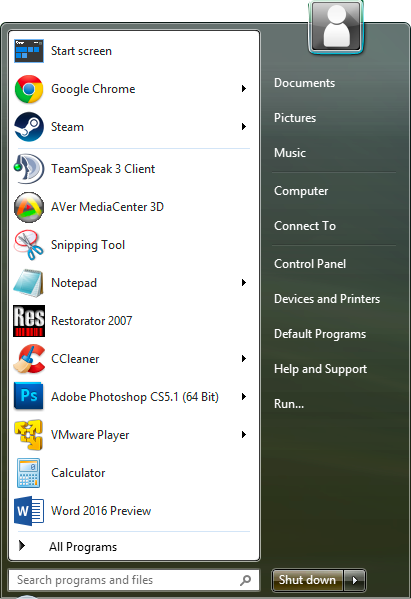 Start screen
Google Chrome
Steam
TeamSpeak 3 Client
AVer MediaCenter 3D
Snipping Tool
Notepad
Res
Restorator 2007
CCleaner
Ps
Adobe Photoshop CS5.1 (64 Bit)
VMware Player
Calculator
W
Word 2016 Preview
All Programs
Search programs and files
Documents
Pictures
Music
Computer
Connect To
Control Panel
Devices and Printers
Default Programs
Help and Support
Run...
Shut down